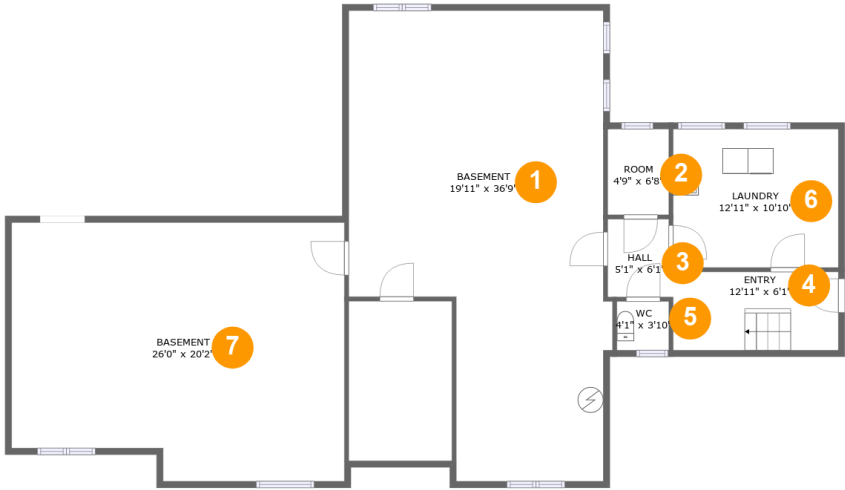 BASEMENT
19'11" x 36'9"
1
ROOM
4'9" x 6'8"
2
LAUNDRY
12'11" x 10'10"
6
HALL
5'1" x 6'1"
3
ENTRY
12'11" x 6'1"
4
WC
4'1" x 3'10"
5
BASEMENT
26'0" x 20'2"
7